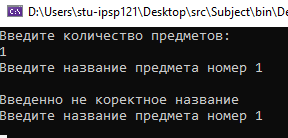 D:\Users\stu-ipsp121\Desktop\src\Subject\bin\De
Введите количество предметов:
1
Введите название предмета номер 1
Введенно не коректное название
Введите название предмета номер 1